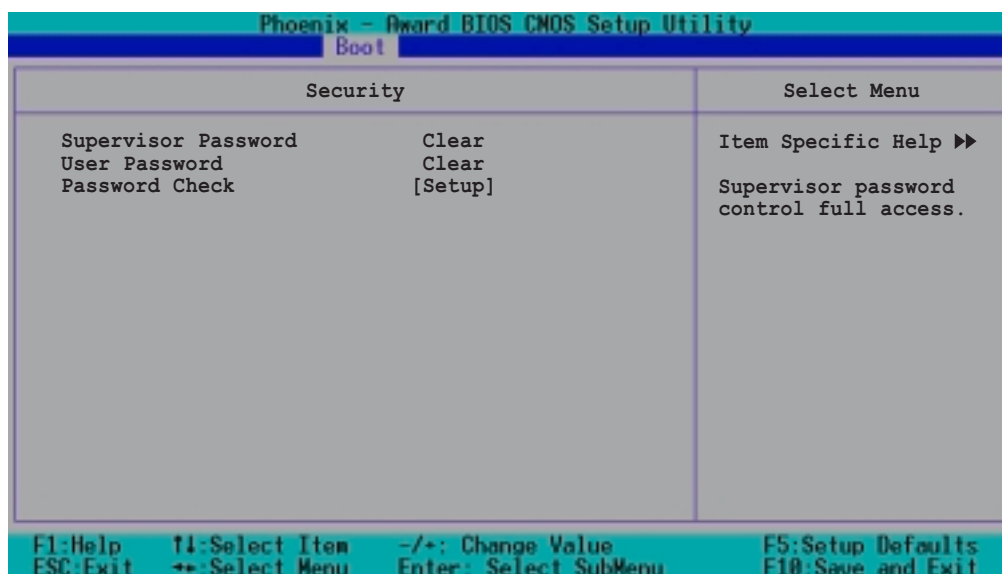 Phoenix - Award BIOS CMOS Setup Utility
Boot
Security
Select Menu
Supervisor Password Clear
User Password Clear
Password Check [Setup]
Item Specific Help ▶▶
Supervisor password
control full access.
F1:Help ↑↓:Select Item -/+: Change Value F5:Setup Defaults
ESC:Exit ↔:Select Menu Enter: Select SubMenu F10:Save and Exit